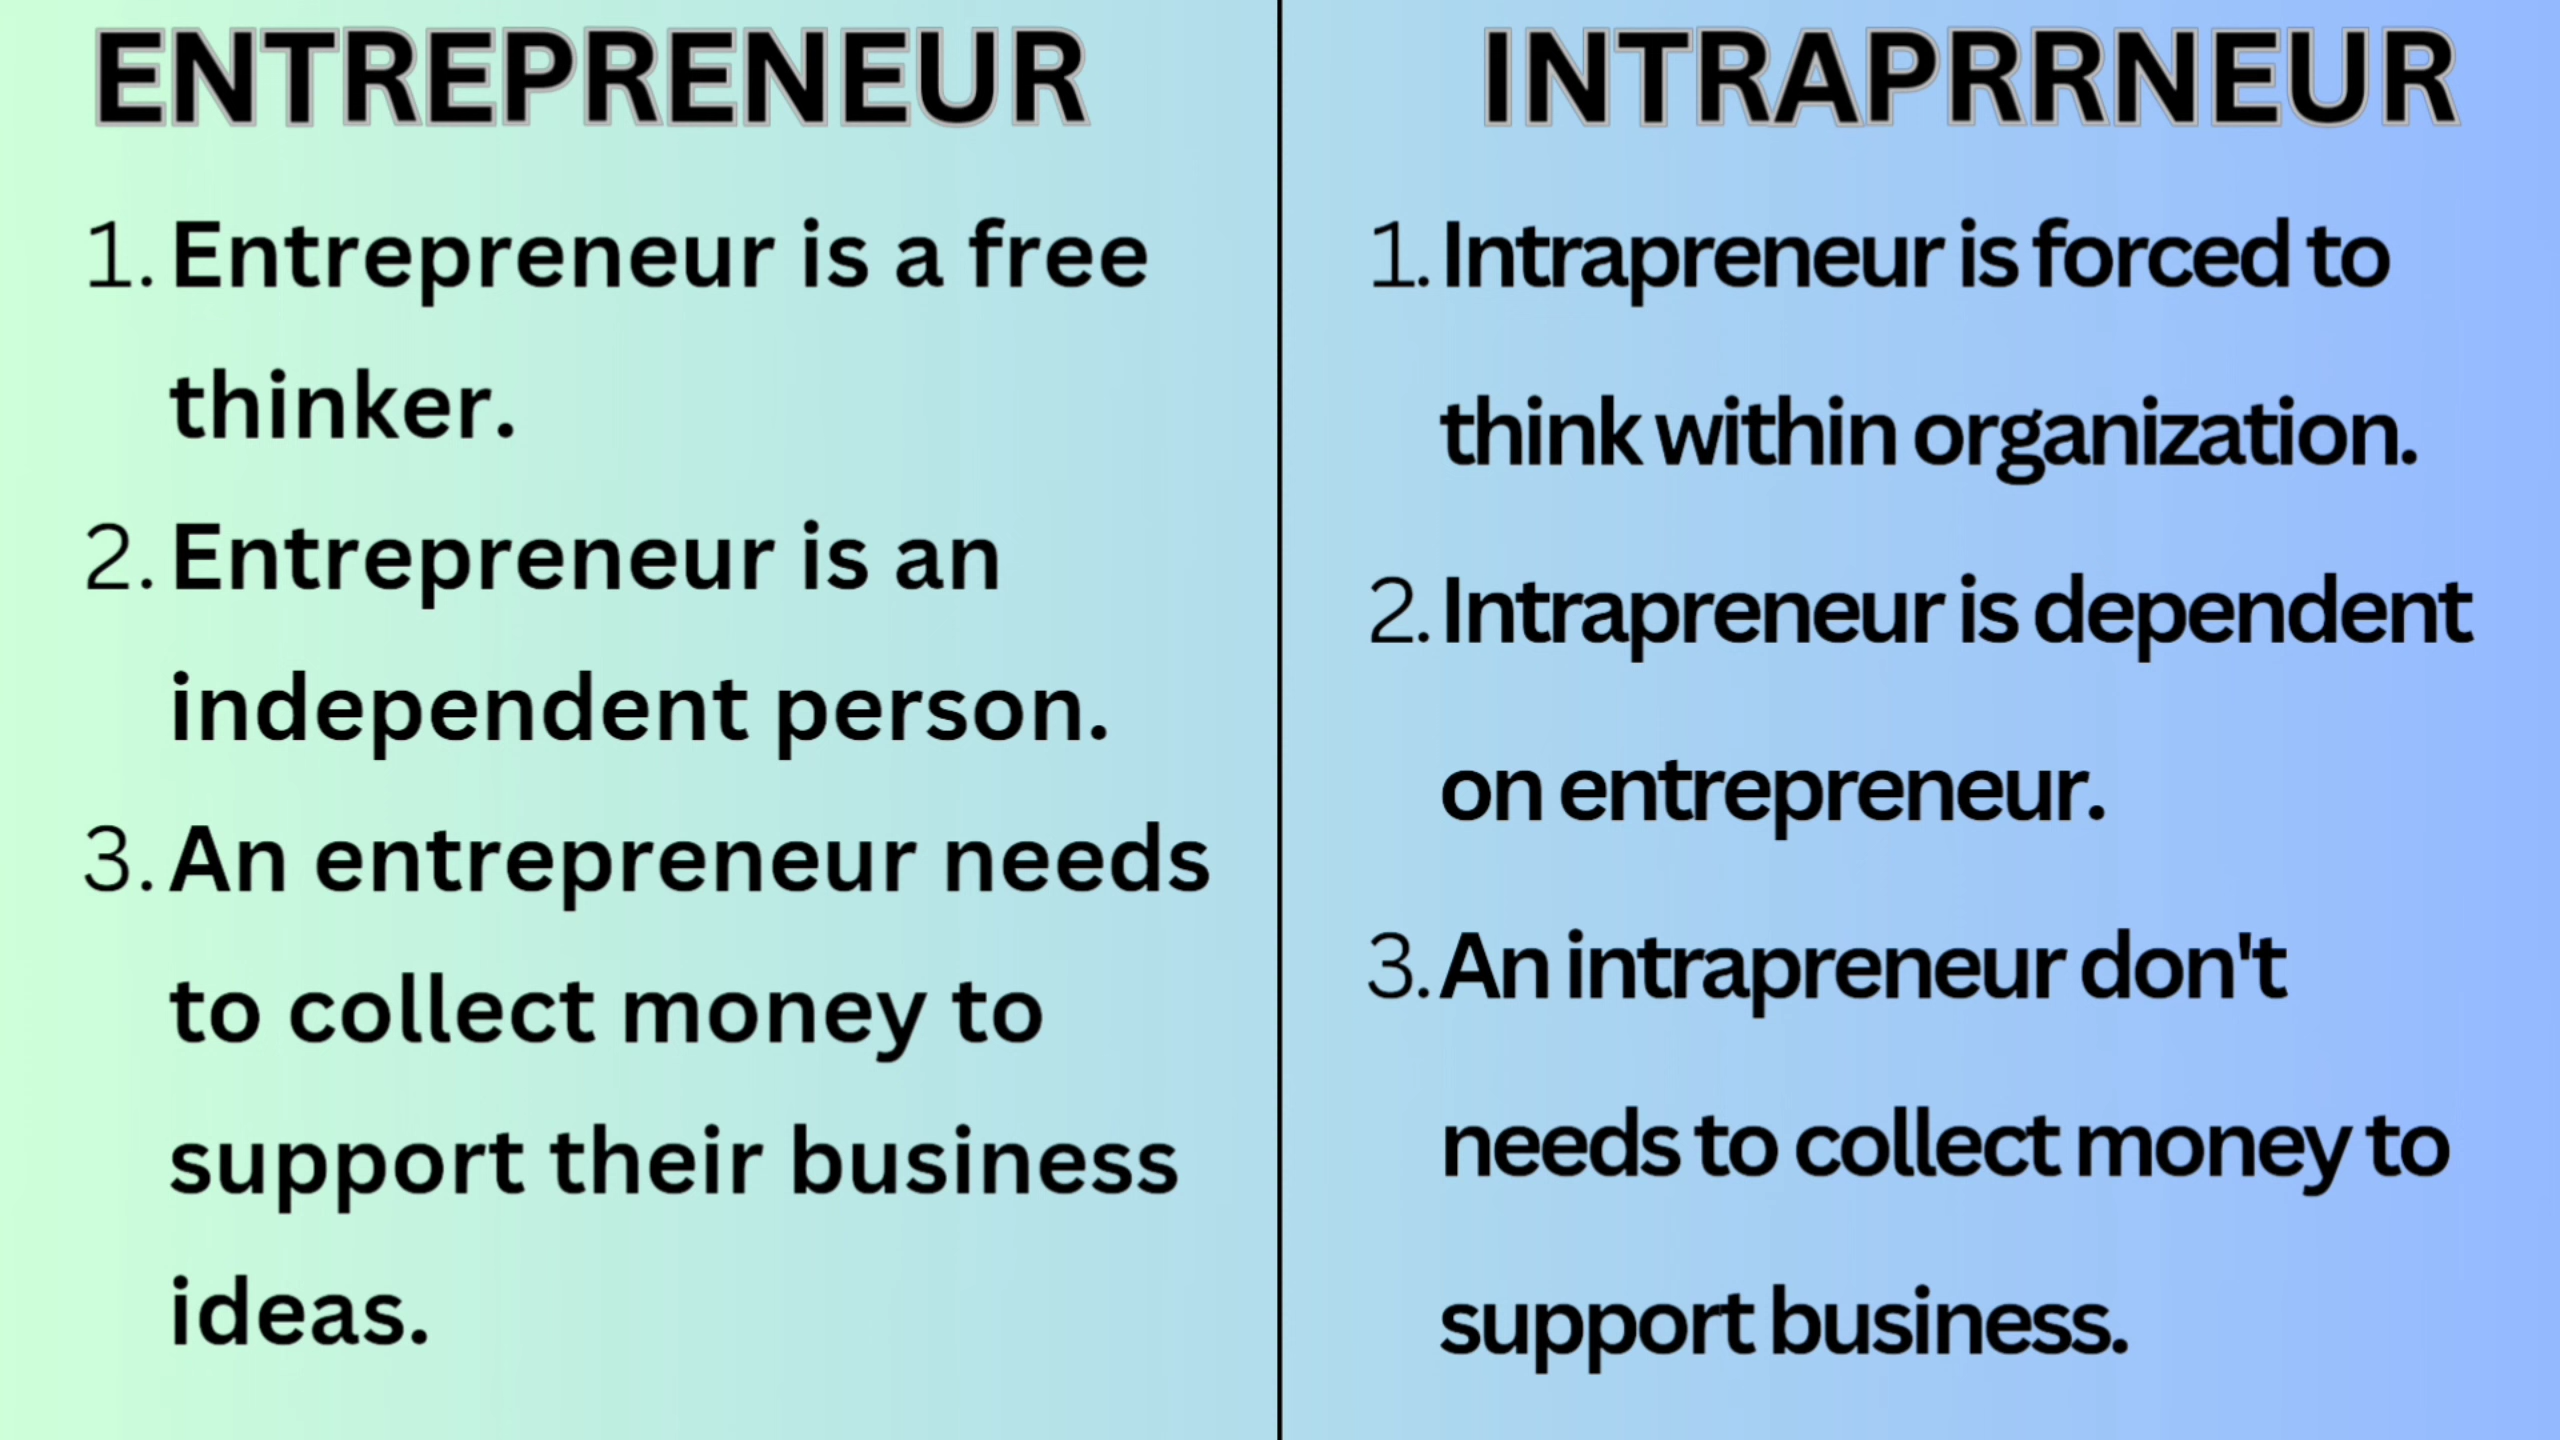 ENTREPRENEUR
1. Entrepreneur is a free
thinker.
2. Entrepreneur is an
independent person.
3. An entrepreneur needs
to collect money to
support their business
ideas.
INTRAPRRNEUR
1. Intrapreneur is forced to
think within organization.
2. Intrapreneur is dependent
on entrepreneur.
3. An intrapreneur don't
needs to collect money to
support business.